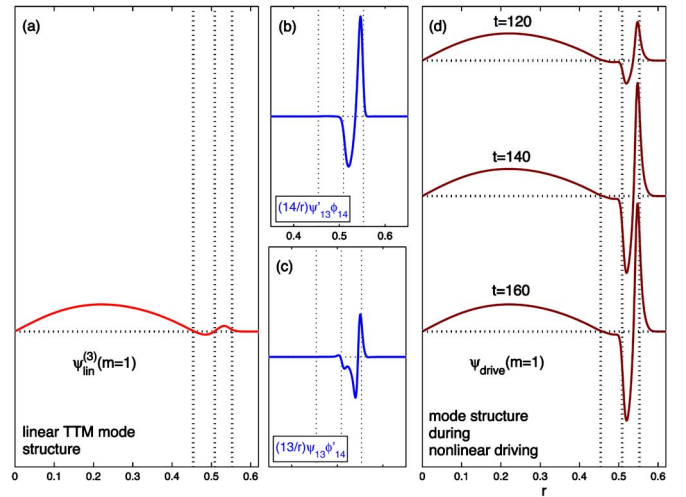 (a)
ψ_lin^(3)(m=1)
linear TTM mode
structure
0 0.1 0.2 0.3 0.4 0.5 0.6
(b)
(14/r)ψ'_13ϕ_14
0.4 0.5 0.6
(c)
(13/r)ψ_13ϕ'_14
(d)
t=120
t=140
t=160
ψ_drive(m=1)
mode structure
during
nonlinear driving
0 0.1 0.2 0.3 0.4 0.5 0.6
r